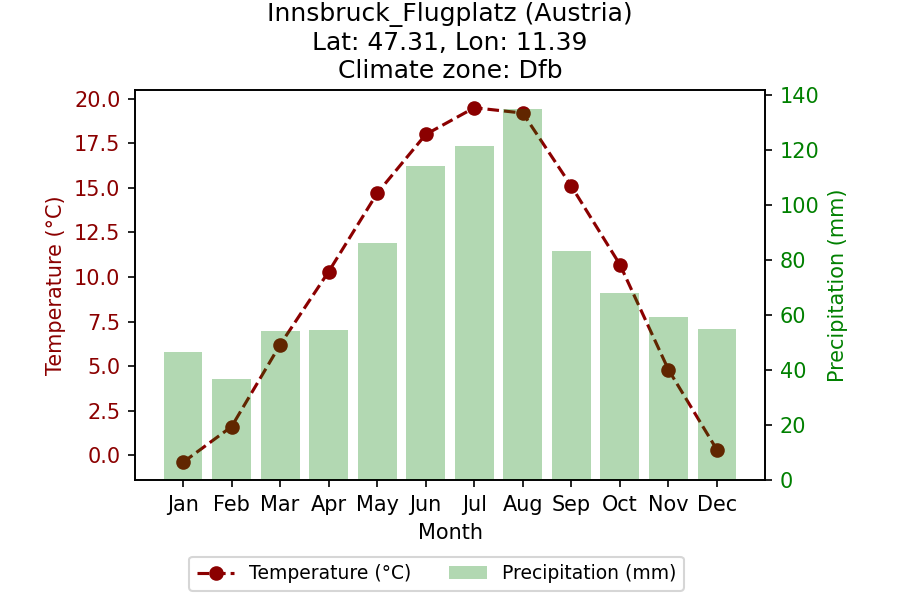 Innsbruck_Flugplatz (Austria)
Lat: 47.31, Lon: 11.39
Climate zone: Dfb
Temperature (°C)
20.0
17.5
15.0
12.5
10.0
7.5
5.0
2.5
0.0
140
120
100
80
60
40
20
0
Precipitation (mm)
Jan Feb Mar Apr May Jun Jul Aug Sep Oct Nov Dec
Month
Temperature (°C) Precipitation (mm)